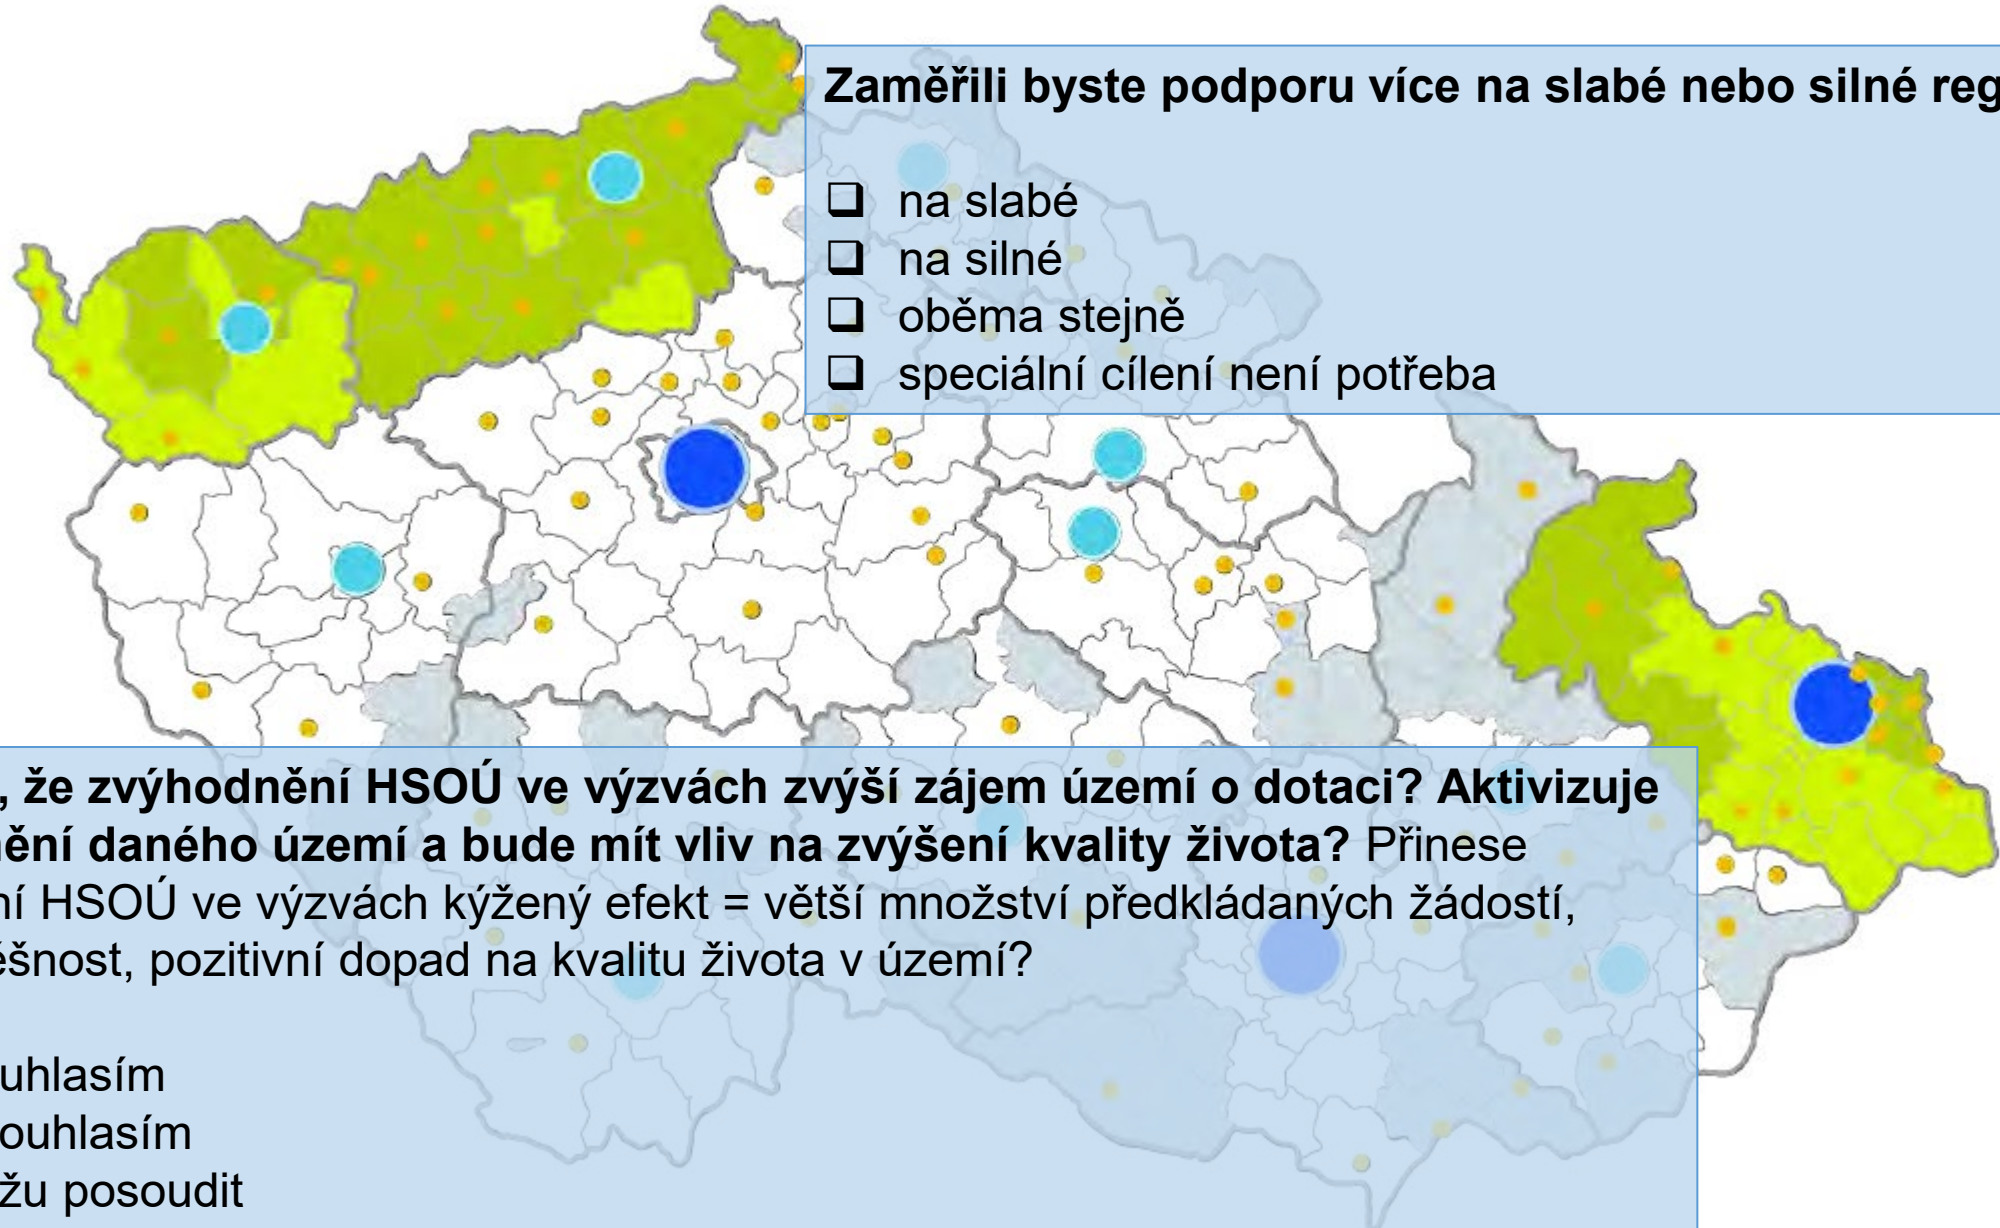 Zaměřili byste podporu více na slabé nebo silné reg
❑ na slabé
❑ na silné
❑ oběma stejně
❑ speciální cílení není potřeba
, že zvýhodnění HSOÚ ve výzvách zvýší zájem území o dotaci? Aktivizuje
nění daného území a bude mít vliv na zvýšení kvality života? Přinese
ní HSOÚ ve výzvách kýžený efekt = větší množství předkládaných žádostí,
ěšnost, pozitivní dopad na kvalitu života v území?
uhlasím
ouhlasím
žu posoudit